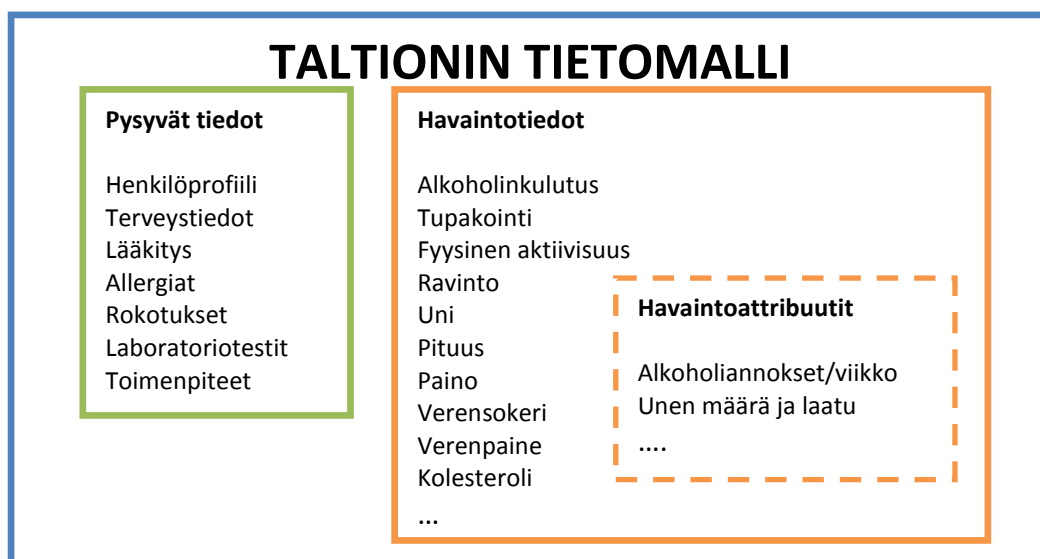 TALTIONIN TIETOMALLI
Pysyvät tiedot
Henkilöprofiili
Terveystiedot
Lääkitys
Allergiat
Rokotukset
Laboratoriotestit
Toimenpiteet
Havaintotiedot
Alkoholinkulutus
Tupakointi
Fyysinen aktiivisuus
Ravinto
Uni
Pituus
Paino
Verensokeri
Verenpaine
Kolesteroli
...
Havaintoattribuutit
Alkoholiannokset/viikko
Unen määrä ja laatu
....